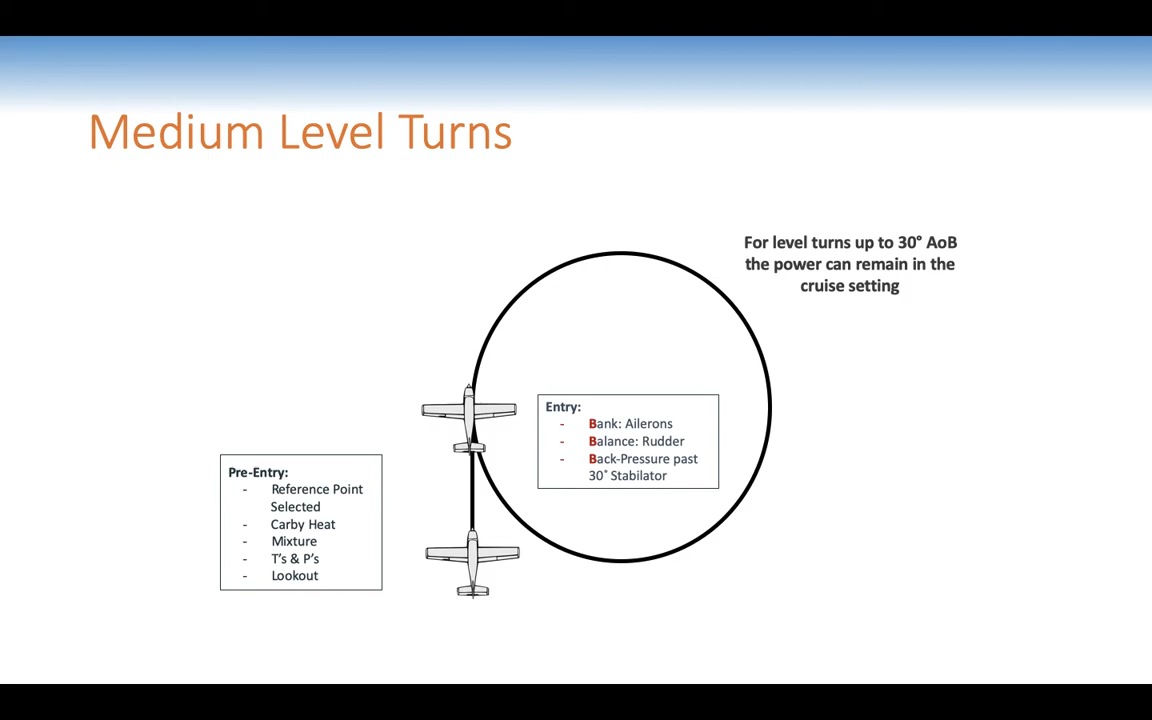 Medium Level Turns
For level turns up to 30° AoB
the power can remain in the
cruise setting
Entry:
- Bank: Ailerons
- Balance: Rudder
- Back-Pressure past
30˚ Stabilator
Pre-Entry:
- Reference Point
Selected
- Carby Heat
- Mixture
- T’s & P’s
- Lookout